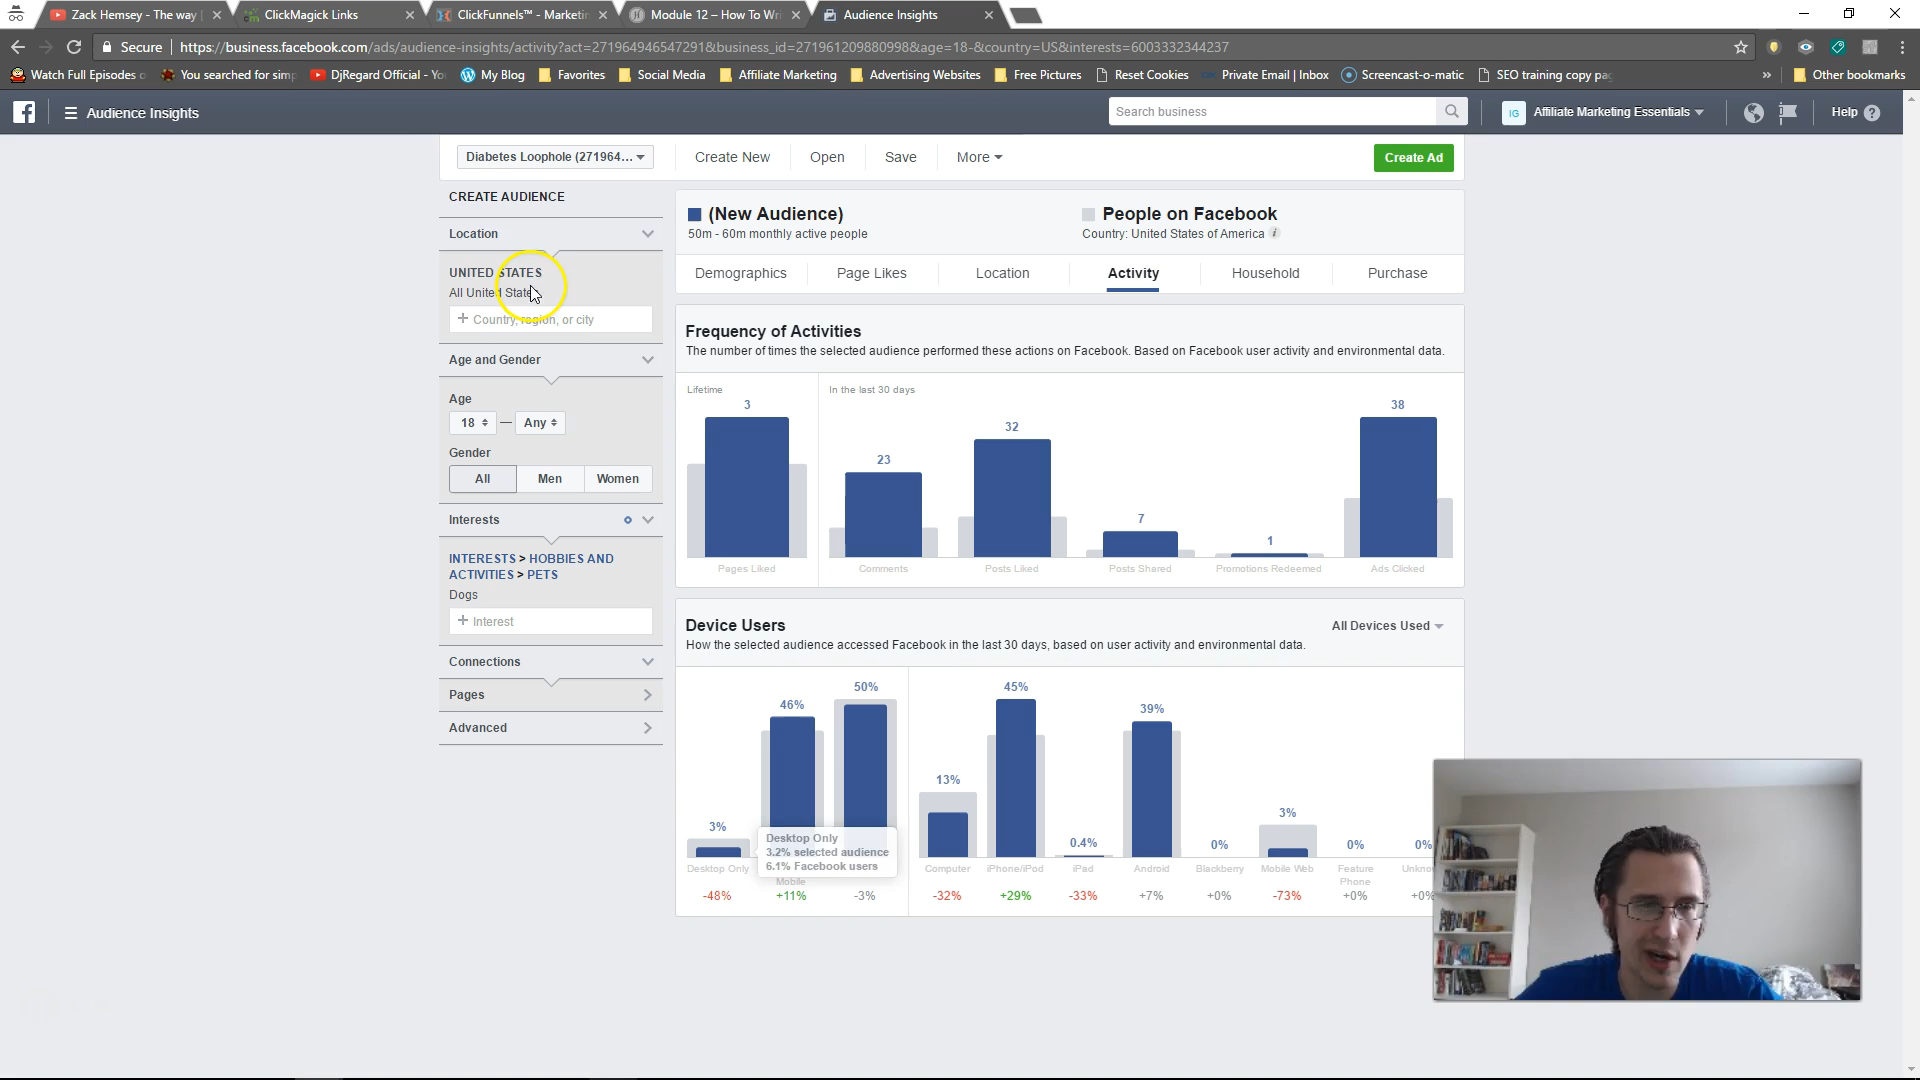 Zack Hemsey - The way
ClickMagick Links
ClickFunnels™ - Marketin
Module 12 – How To Wri
Audience Insights
Secure
https://business.facebook.com/ads/audience-insights/activity?act=271964946547291&business_id=271961209880998&age=18-&country=US&interests=6003332344237
Watch Full Episodes o
You searched for simp
DjRegard Official - Yo
My Blog
Favorites
Social Media
Affiliate Marketing
Advertising Websites
Free Pictures
Reset Cookies
Private Email | Inbox
Screencast-o-matic
SEO training copy pag
»
Other bookmarks
Audience Insights
Search business
IG
Affiliate Marketing Essentials
Help
Diabetes Loophole (271964...
Create New
Open
Save
More
Create Ad
CREATE AUDIENCE
Location
UNITED STATES
All United States
+ Country, region, or city
Age and Gender
Age
18 — Any
Gender
All Men Women
Interests
INTERESTS > HOBBIES AND
ACTIVITIES > PETS
Dogs
+ Interest
Connections
Pages
Advanced
(New Audience)
50m - 60m monthly active people
People on Facebook
Country: United States of America i
Demographics Page Likes Location Activity Household Purchase
Frequency of Activities
The number of times the selected audience performed these actions on Facebook. Based on Facebook user activity and environmental data.
Lifetime
In the last 30 days
3 23 32 7 1 38
Pages Liked Comments Posts Liked Posts Shared Promotions Redeemed Ads Clicked
Device Users
All Devices Used
How the selected audience accessed Facebook in the last 30 days, based on user activity and environmental data.
3% 46% 50% 13% 45% 0.4% 39% 0% 3% 0% 0%
Desktop Only
3.2% selected audience
6.1% Facebook users
Desktop Only
Mobile
Computer iPhone/iPod iPad Android Blackberry Mobile Web Feature
Phone
Unkno
-48% +11% -3% -32% +29% -33% +7% +0% -73% +0% +0%